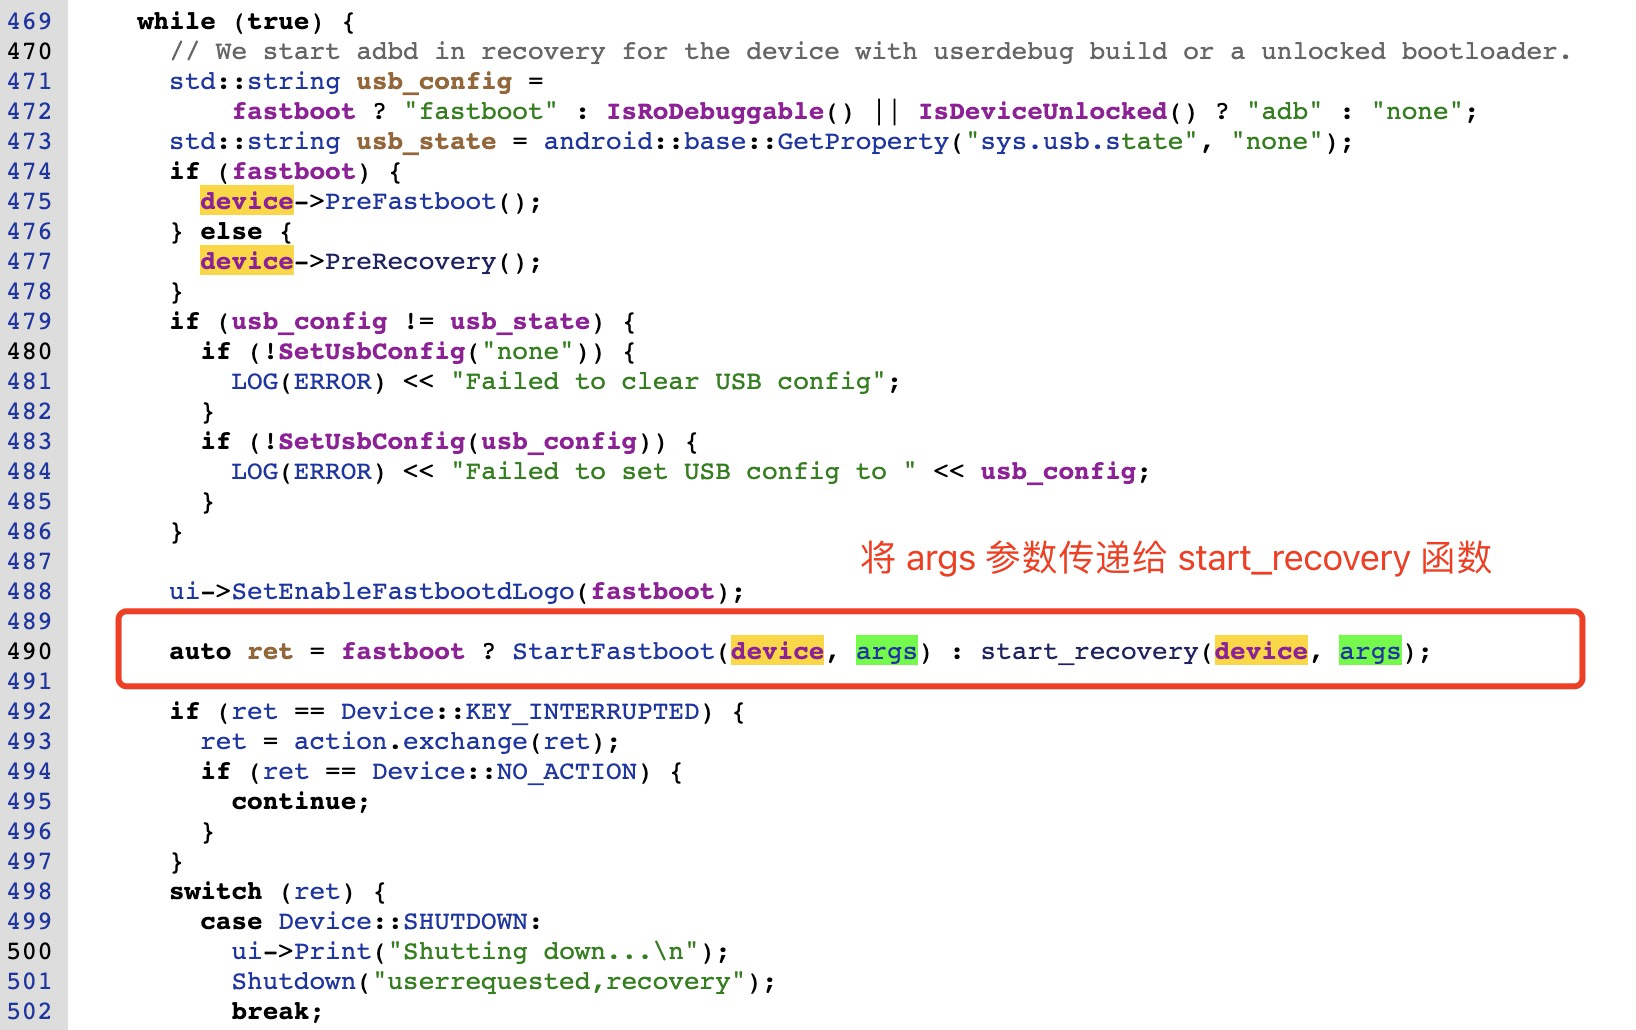 469 while (true) {
470 // We start adbd in recovery for the device with userdebug build or a unlocked bootloader.
471 std::string usb_config =
472 fastboot ? "fastboot" : IsRoDebuggable() || IsDeviceUnlocked() ? "adb" : "none";
473 std::string usb_state = android::base::GetProperty("sys.usb.state", "none");
474 if (fastboot) {
475 device->PreFastboot();
476 } else {
477 device->PreRecovery();
478 }
479 if (usb_config != usb_state) {
480 if (!SetUsbConfig("none")) {
481 LOG(ERROR) << "Failed to clear USB config";
482 }
483 if (!SetUsbConfig(usb_config)) {
484 LOG(ERROR) << "Failed to set USB config to " << usb_config;
485 }
486 }
将 args 参数传递给 start_recovery 函数
487
488 ui->SetEnableFastbootdLogo(fastboot);
489
490 auto ret = fastboot ? StartFastboot(device, args) : start_recovery(device, args);
491
492 if (ret == Device::KEY_INTERRUPTED) {
493 ret = action.exchange(ret);
494 if (ret == Device::NO_ACTION) {
495 continue;
496 }
497 }
498 switch (ret) {
499 case Device::SHUTDOWN:
500 ui->Print("Shutting down...\n");
501 Shutdown("userrequested,recovery");
502 break;